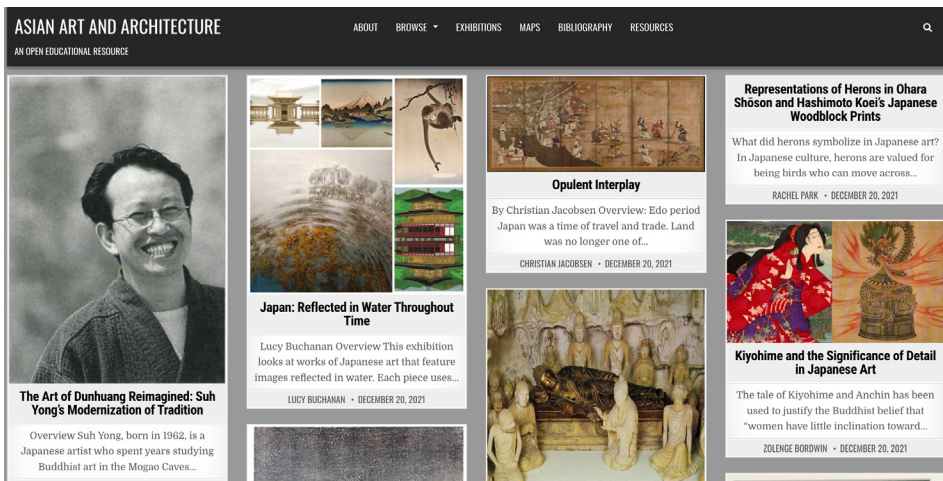 ASIAN ART AND ARCHITECTURE
AN OPEN EDUCATIONAL RESOURCE
ABOUT BROWSE EXHIBITIONS MAPS BIBLIOGRAPHY RESOURCES
The Art of Dunhuang Reimagined: Suh
Yong's Modernization of Tradition
Overview Suh Yong, born in 1962, is a
Japanese artist who spent years studying
Buddhist art in the Mogao Caves...
Japan: Reflected in Water Throughout
Time
Lucy Buchanan Overview This exhibition
looks at works of Japanese art that feature
images reflected in water. Each piece uses...
LUCY BUCHANAN • DECEMBER 20, 2021
Opulent Interplay
By Christian Jacobsen Overview: Edo period
Japan was a time of travel and trade. Land
was no longer one of...
CHRISTIAN JACOBSEN • DECEMBER 20, 2021
Representations of Herons in Ohara
Shōson and Hashimoto Koei's Japanese
Woodblock Prints
What did herons symbolize in Japanese art?
In Japanese culture, herons are valued for
being birds who can move across...
RACHEL PARK • DECEMBER 20, 2021
Kiyohime and the Significance of Detail
in Japanese Art
The tale of Kiyohime and Anchin has been
used to justify the Buddhist belief that
“women have little inclination toward...
ZOLENGE BORDWIN • DECEMBER 20, 2021